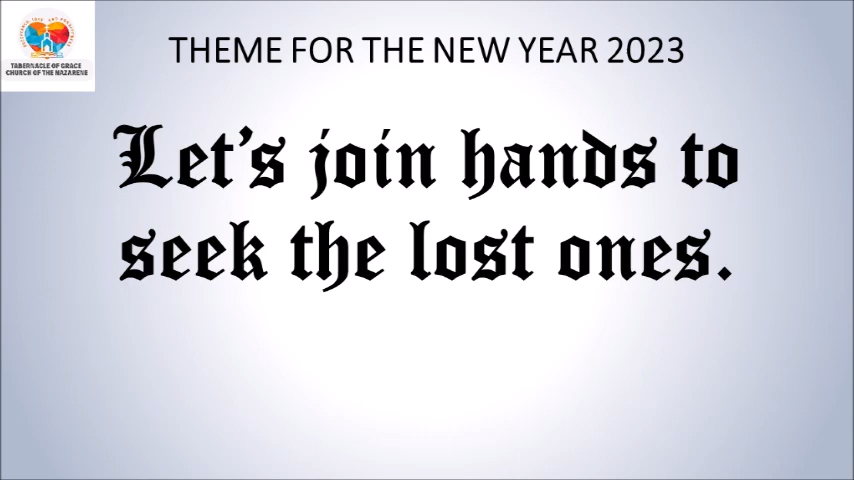 TABERNACLE OF GRACE
CHURCH OF THE NAZARENE
THEME FOR THE NEW YEAR 2023
Let's join hands to
seek the lost ones.